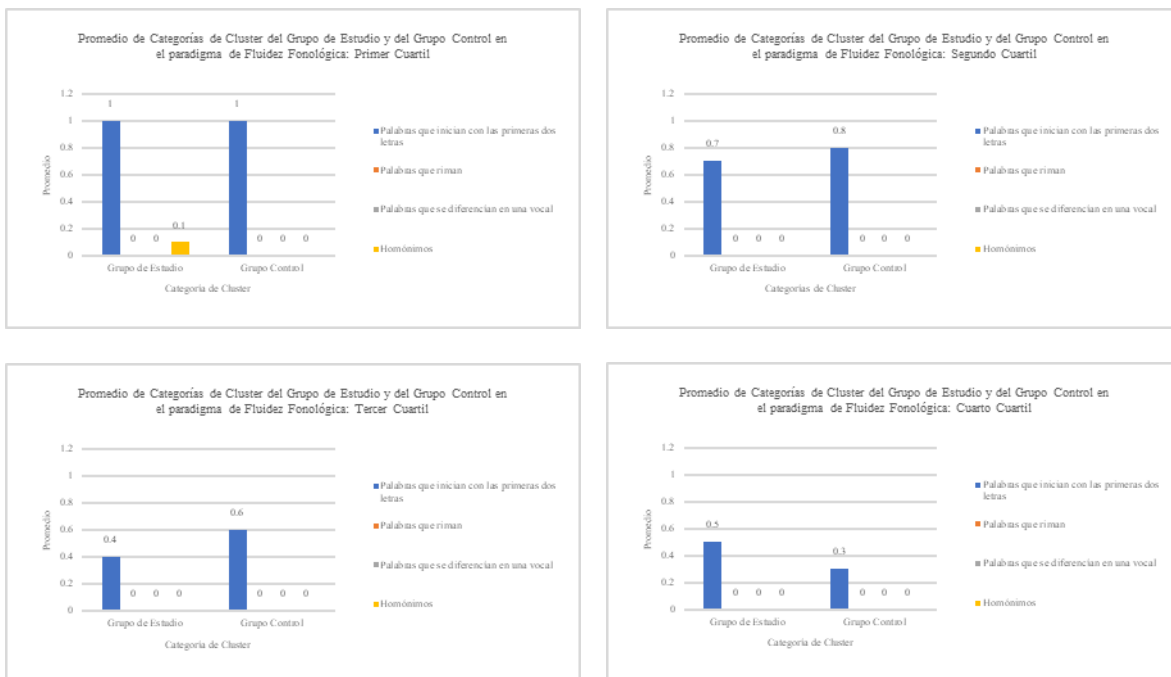 Promedio de Categorías de Cluster del Grupo de Estudio y del Grupo Control en
el paradigma de Fluidez Fonológica: Primer Cuartil
1.2
1
0.8
0.6
0.4
0.2
0
Promedio
1
0
0
0.1
1
0
0
0
Grupo de Estudio
Grupo Control
Categoría de Cluster
Palabras que inician con las primeras dos
letras
Palabras que riman
Palabras que se diferencian en una vocal
Homónimos
Promedio de Categorías de Cluster del Grupo de Estudio y del Grupo Control en
el paradigma de Fluidez Fonológica: Segundo Cuartil
1.2
1
0.8
0.6
0.4
0.2
0
Promedio
0.7
0
0
0
0.8
0
0
0
Grupo de Estudio
Grupo Control
Categorías de Cluster
Palabras que inician con las primeras dos
letras
Palabras que riman
Palabras que se diferencian en una vocal
Homónimos
Promedio de Categorías de Cluster del Grupo de Estudio y del Grupo Control en
el paradigma de Fluidez Fonológica: Tercer Cuartil
1.2
1
0.8
0.6
0.4
0.2
0
Promedio
0.4
0
0
0
0.6
0
0
0
Grupo de Estudio
Grupo Control
Categoría de Cluster
Palabras que inician con las primeras dos
letras
Palabras que riman
Palabras que se diferencian en una vocal
Homónimos
Promedio de Categorías de Cluster del Grupo de Estudio y del Grupo Control en
el paradigma de Fluidez Fonológica: Cuarto Cuartil
1.2
1
0.8
0.6
0.4
0.2
0
Promedio
0.5
0
0
0
0.3
0
0
0
Grupo de Estudio
Grupo Control
Categoría de Cluster
Palabras que inician con las primeras dos
letras
Palabras que riman
Palabras que se diferencian en una vocal
Homónimos